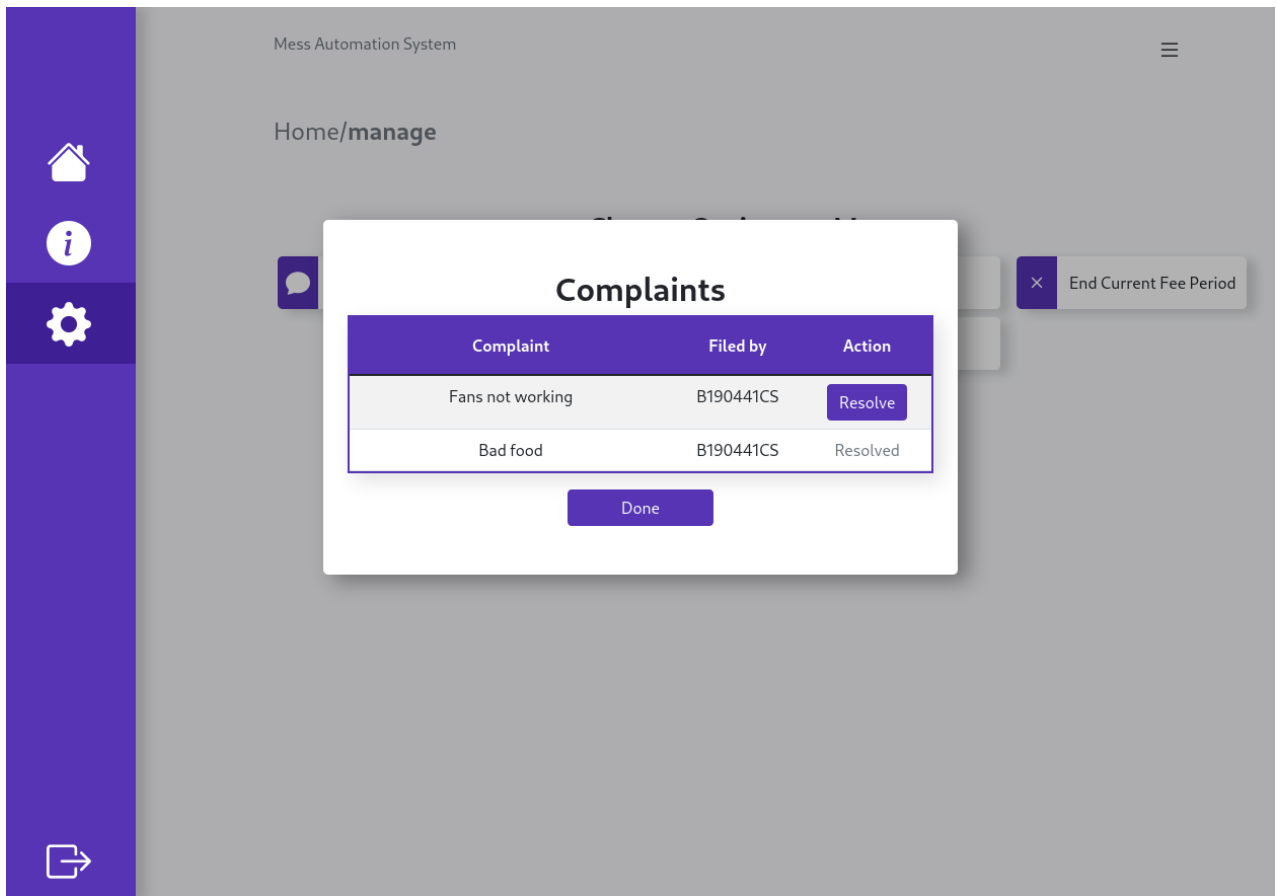 Mess Automation System
Home/manage
End Current Fee Period
Complaints
Complaint Filed by Action
Fans not working B190441CS Resolve
Bad food B190441CS Resolved
Done